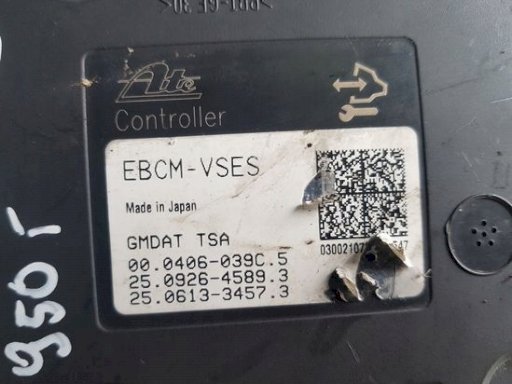 Ate
Controller
EBCM-VSES
Made in Japan
GMDAT TSA
00.0406-039C.5
25.0926-4589.3
25.0613-3457.3
950 г